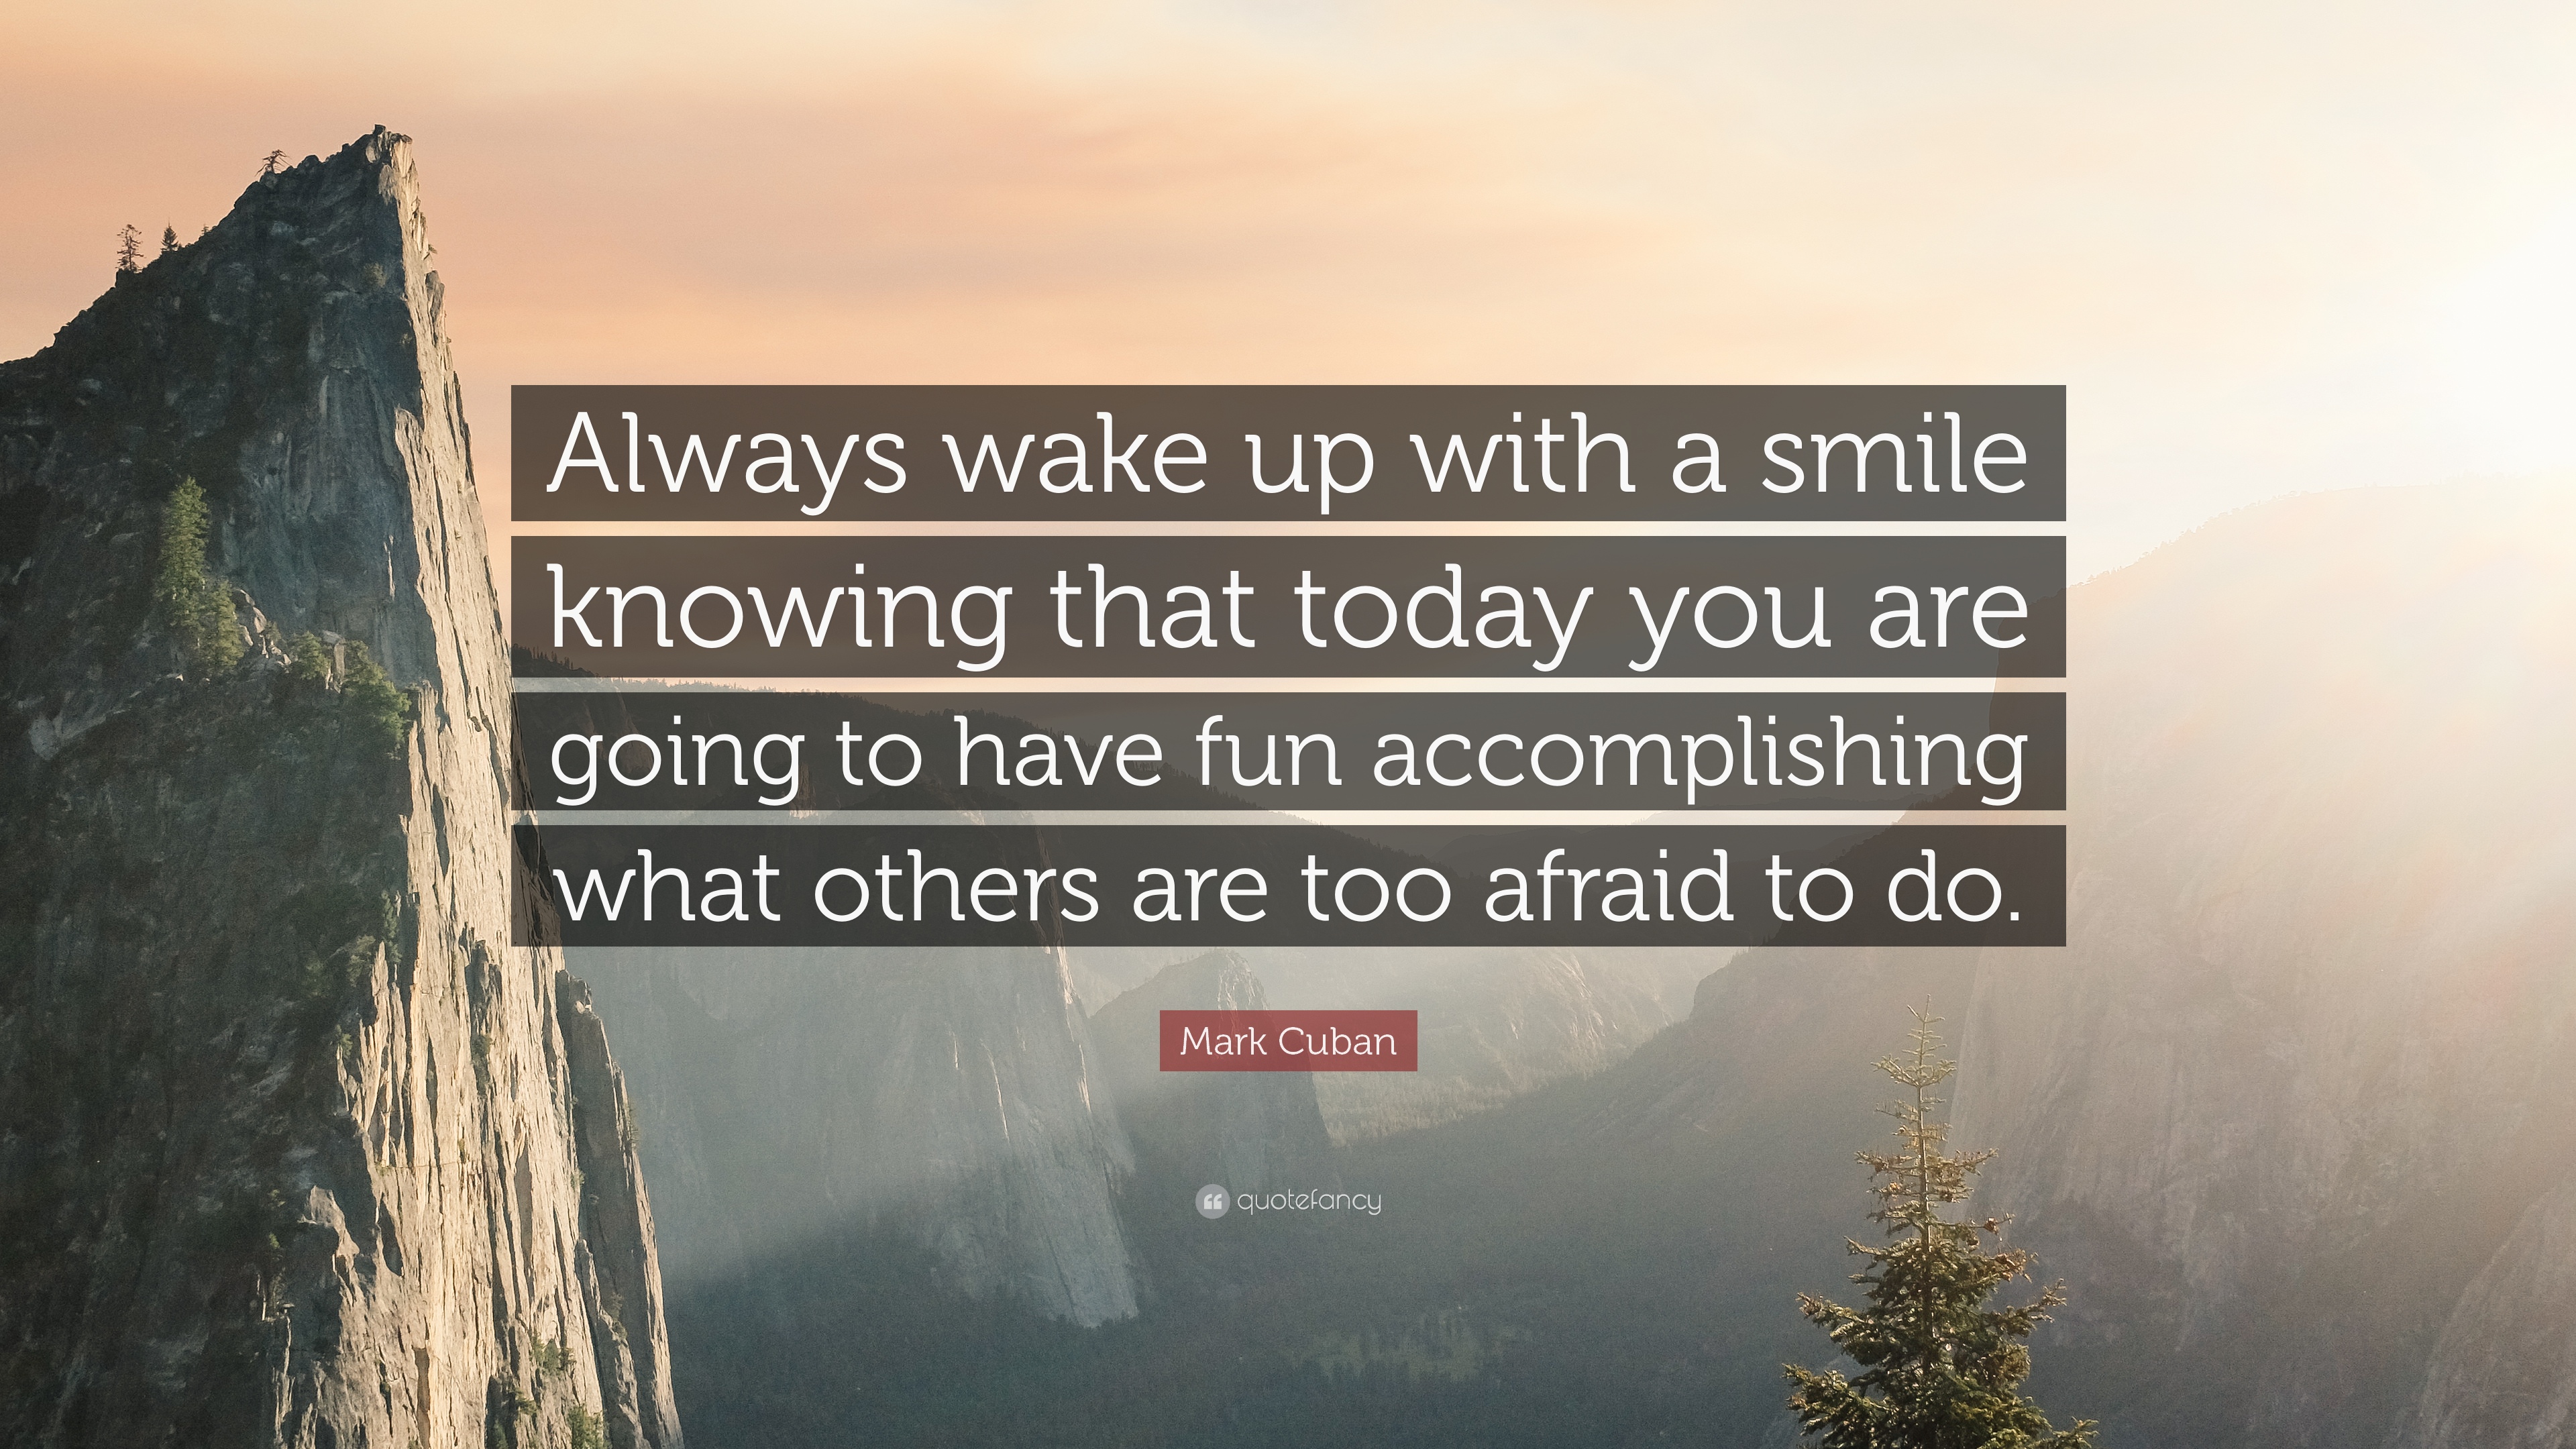 Always wake up with a smile
knowing that today you are
going to have fun accomplishing
what others are too afraid to do.
Mark Cuban
quotefancy